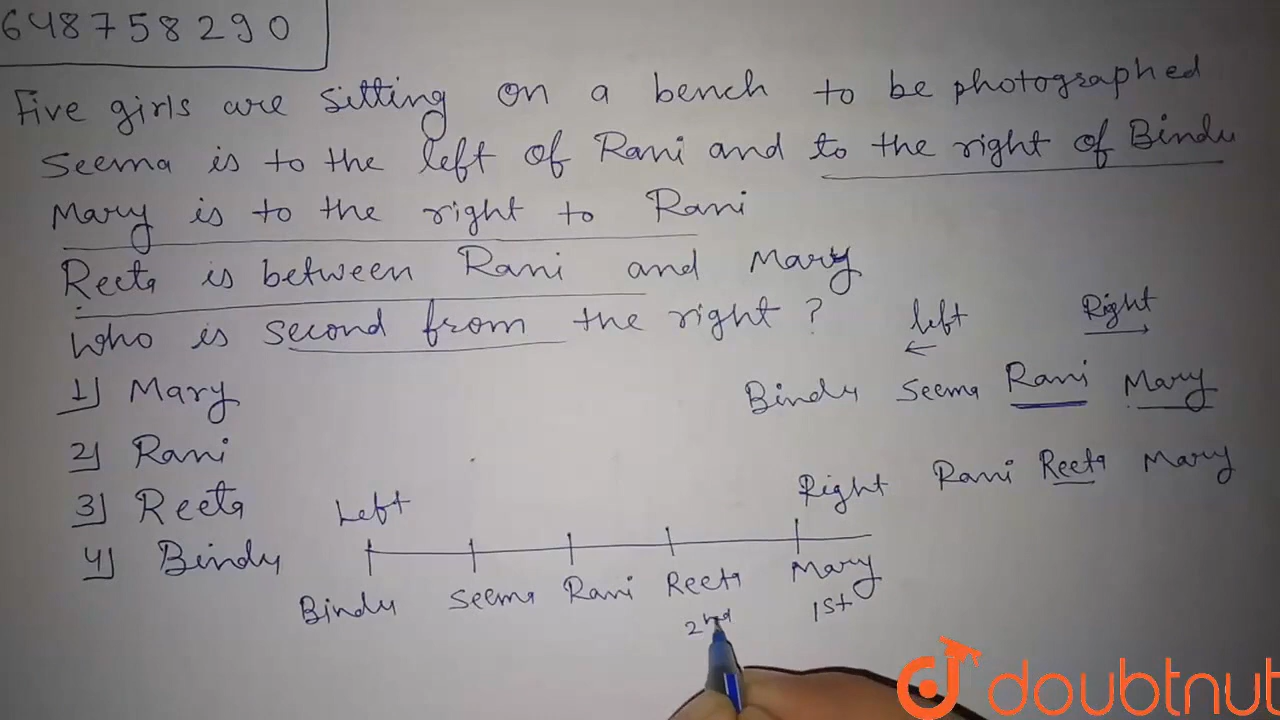 648758290
Five girls are sitting on a bench to be photographed
Seema is to the left of Rani and to the right of Bindu
Mary is to the right to Rani
Reeta is between Rani and Mary
Who is second from the right ?
1) Mary
2) Rani
3) Reeta
4) Bindu
left Right
Bindu Seema Rani Mary
Rani Reeta Mary
Left Right
Bindu Seema Rani Reeta Mary
2nd 1st
doubtnut